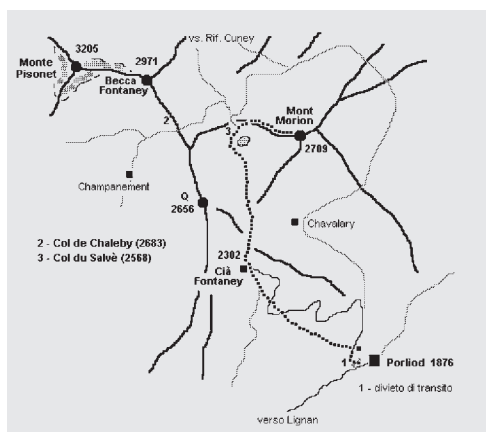 vs. Rif. Cuney
3205
Monte
Pisonet
2971
Becca
Fontaney
2
3
Mont
Morion
2709
Champanement
Q
2656
Chavalary
2 - Col de Chaleby (2683)
3 - Col du Salvè (2568)
2302
Cià
Fontaney
1
Porliod 1876
1 - divieto di transito
verso Lignan